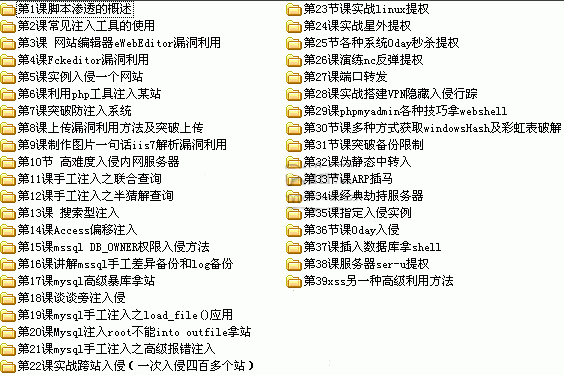 第1课脚本渗透的概述
第2课常见注入工具的使用
第3课 网站编辑器eWebEditor漏洞利用
第4课Fckeditor漏洞利用
第5课实例入侵一个网站
第6课利用php工具注入某站
第7课突破防注入系统
第8课上传漏洞利用方法及突破上传
第9课制作图片一句话iis7解析漏洞利用
第10节 高难度入侵内网服务器
第11课手工注入之联合查询
第12课手工注入之半猜解查询
第13课 搜索型注入
第14课Access偏移注入
第15课mssql DB_OWNER权限入侵方法
第16课讲解mssql手工差异备份和log备份
第17课mysql高级暴库拿站
第18课谈谈旁注入侵
第19课mysql手工注入之load_file()应用
第20课Mysql注入root不能into outfile拿站
第21课mysql手工注入之高级报错注入
第22课实战跨站入侵(一次入侵四百多个站)
第23节课实战linux提权
第24课实战星外提权
第25节各种系统0day秒杀提权
第26课演练nc反弹提权
第27课端口转发
第28课实战搭建VPN隐藏入侵行踪
第29课phpmyadmin各种技巧拿webshell
第30节课多种方式获取windowsHash及彩虹表破解
第31节课突破备份限制
第32课伪静态中转入
第33节课ARP插马
第34课经典劫持服务器
第35课指定入侵实例
第36节课0day入侵
第37课插入数据库拿shell
第38课服务器ser-u提权
第39xss另一种高级利用方法